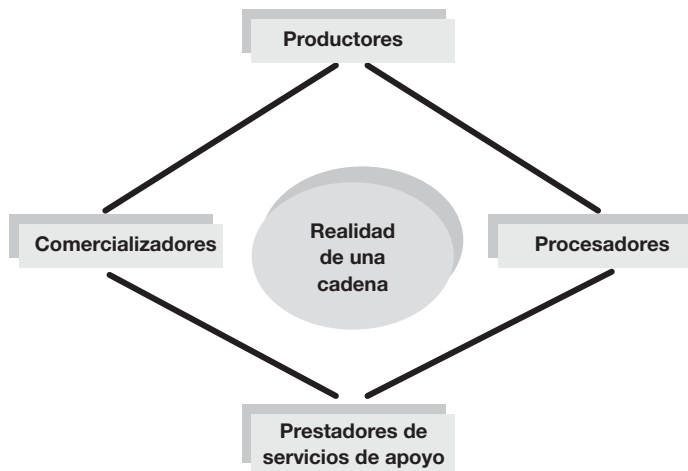 Productores
Comercializadores
Realidad
de una
cadena
Procesadores
Prestadores de
servicios de apoyo